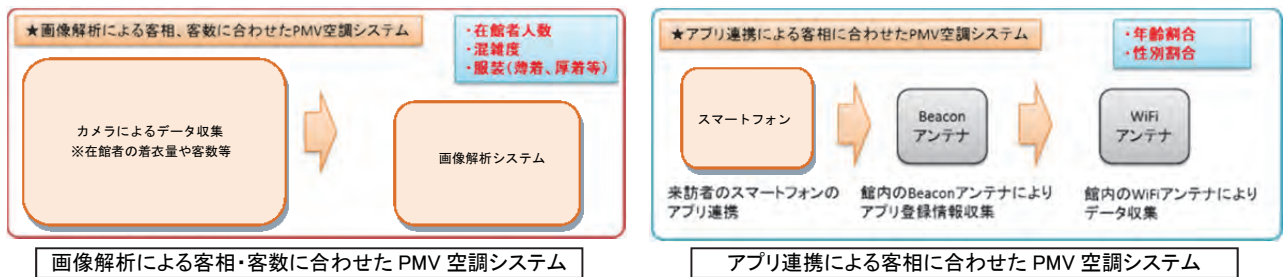 ★画像解析による客相、客数に合わせたPMV空調システム
・在館者人数
・混雑度
・服装(薄着、厚着等)
カメラによるデータ収集
※在館者の着衣量や客数等
画像解析システム
画像解析による客相・客数に合わせた PMV 空調システム
★アプリ連携による客相に合わせたPMV空調システム
・年齢割合
・性別割合
スマートフォン
Beacon
アンテナ
WiFi
アンテナ
来訪者のスマートフォンの
アプリ連携
館内のBeaconアンテナにより
アプリ登録情報収集
館内のWiFiアンテナにより
データ収集
アプリ連携による客相に合わせた PMV 空調システム